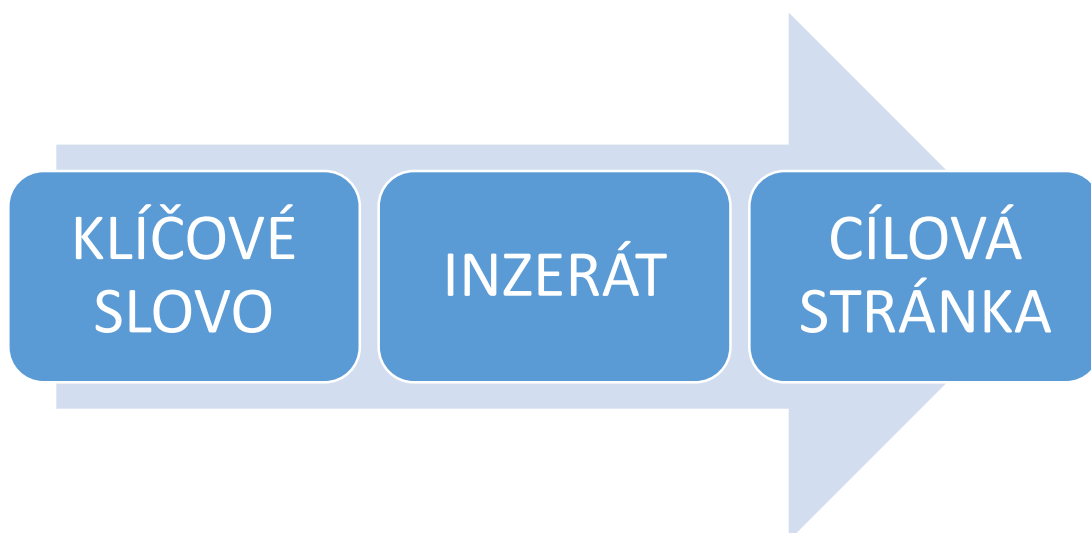 KLÍČOVÉ
SLOVO
INZERÁT
CÍLOVÁ
STRÁNKA